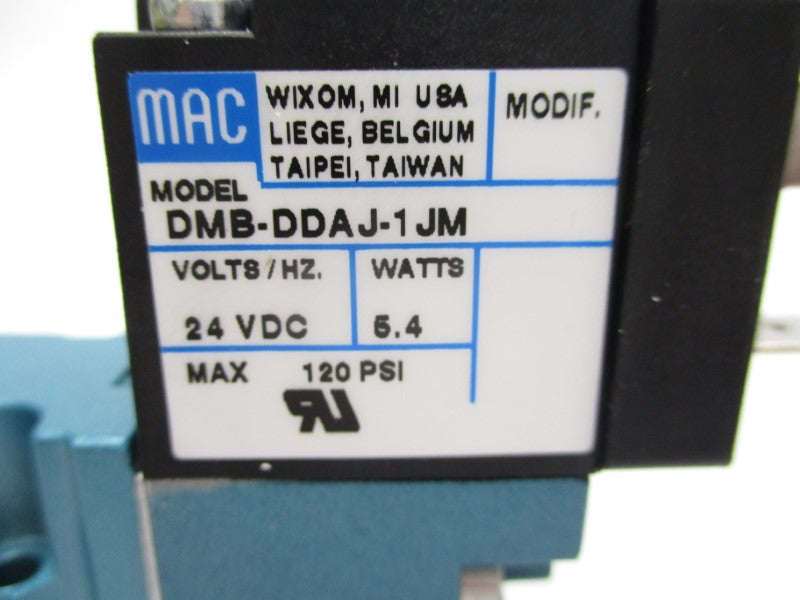 MAC
WIXOM, MI USA
LIEGE, BELGIUM
TAIPEI, TAIWAN
MODIF.
MODEL
DMB-DDAJ-1JM
VOLTS/HZ.
WATTS
24 VDC
5.4
MAX 120 PSI